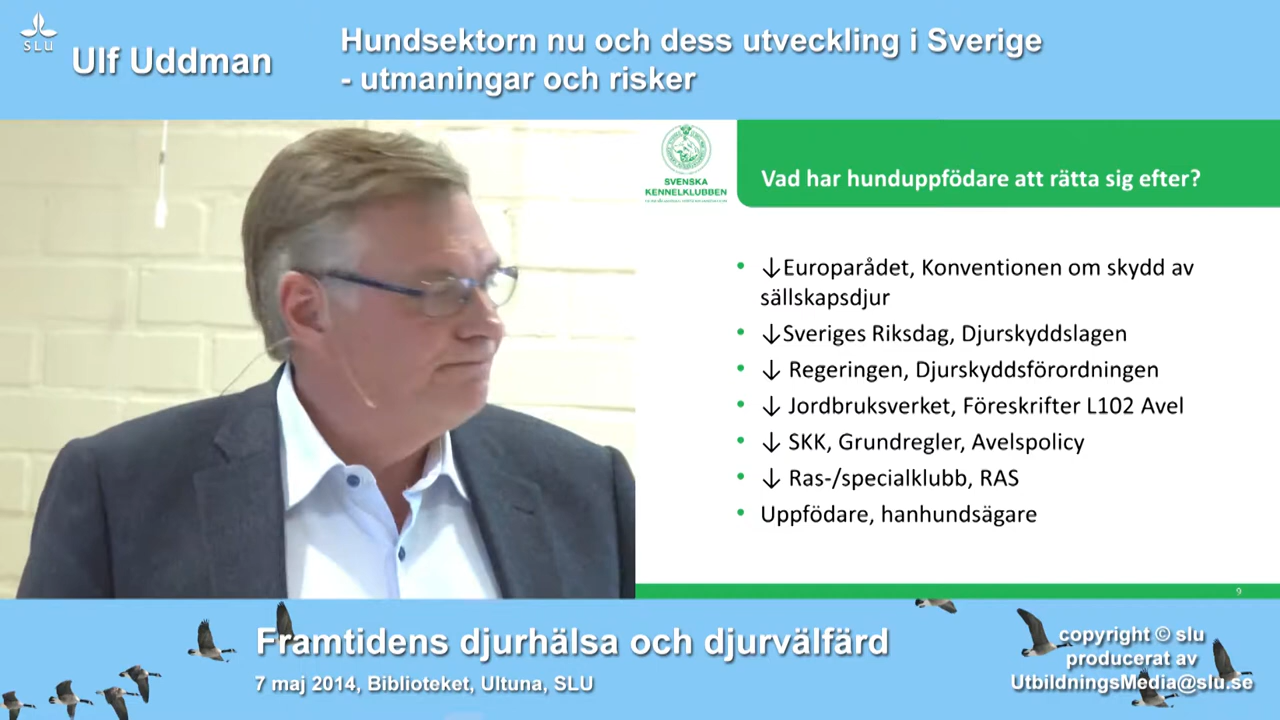 SLU
Ulf Uddman
Hundsektorn nu och dess utveckling i Sverige
- utmaningar och risker
SVENSKA
KENNELKLUBBEN
Vad har hunduppfödare att rätta sig efter?
• ↓Europarådet, Konventionen om skydd av
sällskapsdjur
• ↓Sveriges Riksdag, Djurskyddslagen
• ↓ Regeringen, Djurskyddsförordningen
• ↓ Jordbruksverket, Föreskrifter L102 Avel
• ↓ SKK, Grundregler, Avelspolicy
• ↓ Ras-/specialklubb, RAS
• Uppfödare, hanhundsägare
9
Framtidens djurhälsa och djurvälfärd
7 maj 2014, Biblioteket, Ultuna, SLU
copyright © slu
producerat av
UtbildningsMedia@slu.se